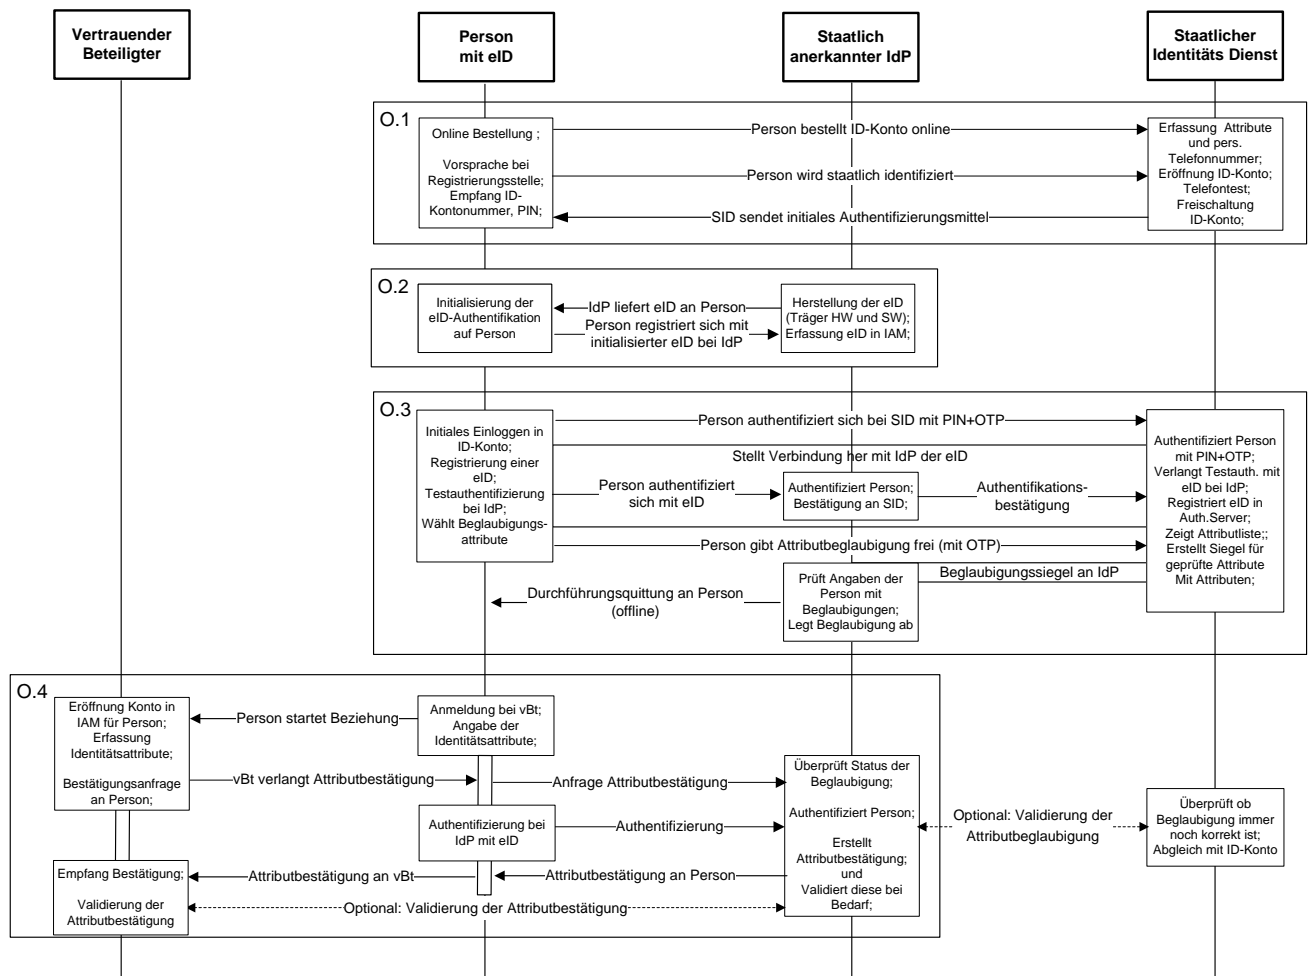 Vertrauender
Beteiligter
Person
mit eID
Staatlich
anerkannter IdP
Staatlicher
Identitäts Dienst
O.1
Online Bestellung ;
Vorsprache bei
Registrierungsstelle;
Empfang ID-
Kontonummer, PIN;
Person bestellt ID-Konto online
Person wird staatlich identifiziert
SID sendet initiales Authentifizierungsmittel
Erfassung Attribute
und pers.
Telefonnummer;
Eröffnung ID-Konto;
Telefontest;
Freischaltung
ID-Konto;
O.2
Initialisierung der
eID-Authentifikation
auf Person
IdP liefert eID an Person
Person registriert sich mit
initialisierter eID bei IdP
Herstellung der eID
(Träger HW und SW);
Erfassung eID in IAM;
O.3
Initiales Einloggen in
ID-Konto;
Registrierung einer
eID;
Testauthentifizierung
bei IdP;
Wählt Beglaubigungs-
attribute
Person authentifiziert sich bei SID mit PIN+OTP
Stellt Verbindung her mit IdP der eID
Person authentifiziert
sich mit eID
Authentifiziert Person;
Bestätigung an SID;
Authentifikations-
bestätigung
Person gibt Attributbeglaubigung frei (mit OTP)
Beglaubigungssiegel an IdP
Durchführungsquittung an Person
(offline)
Prüft Angaben der
Person mit
Beglaubigungen;
Legt Beglaubigung ab
Authentifiziert Person
mit PIN+OTP;
Verlangt Testauth. mit
eID bei IdP;
Registriert eID in
Auth.Server;
Zeigt Attributliste;;
Erstellt Siegel für
geprüfte Attribute
Mit Attributen;
O.4
Eröffnung Konto in
IAM für Person;
Erfassung
Identitätsattribute;
Bestätigungsanfrage
an Person;
Person startet Beziehung
Anmeldung bei vBt;
Angabe der
Identitätsattribute;
vBt verlangt Attributbestätigung
Anfrage Attributbestätigung
Überprüft Status der
Beglaubigung;
Authentifiziert Person;
Erstellt
Attributbestätigung;
und
Validiert diese bei
Bedarf;
Authentifizierung bei
IdP mit eID
Authentifizierung
Optional: Validierung der
Attributbeglaubigung
Überprüft ob
Beglaubigung immer
noch korrekt ist;
Abgleich mit ID-Konto
Empfang Bestätigung;
Validierung der
Attributbestätigung
Attributbestätigung an vBt
Attributbestätigung an Person
Optional: Validierung der Attributbestätigung